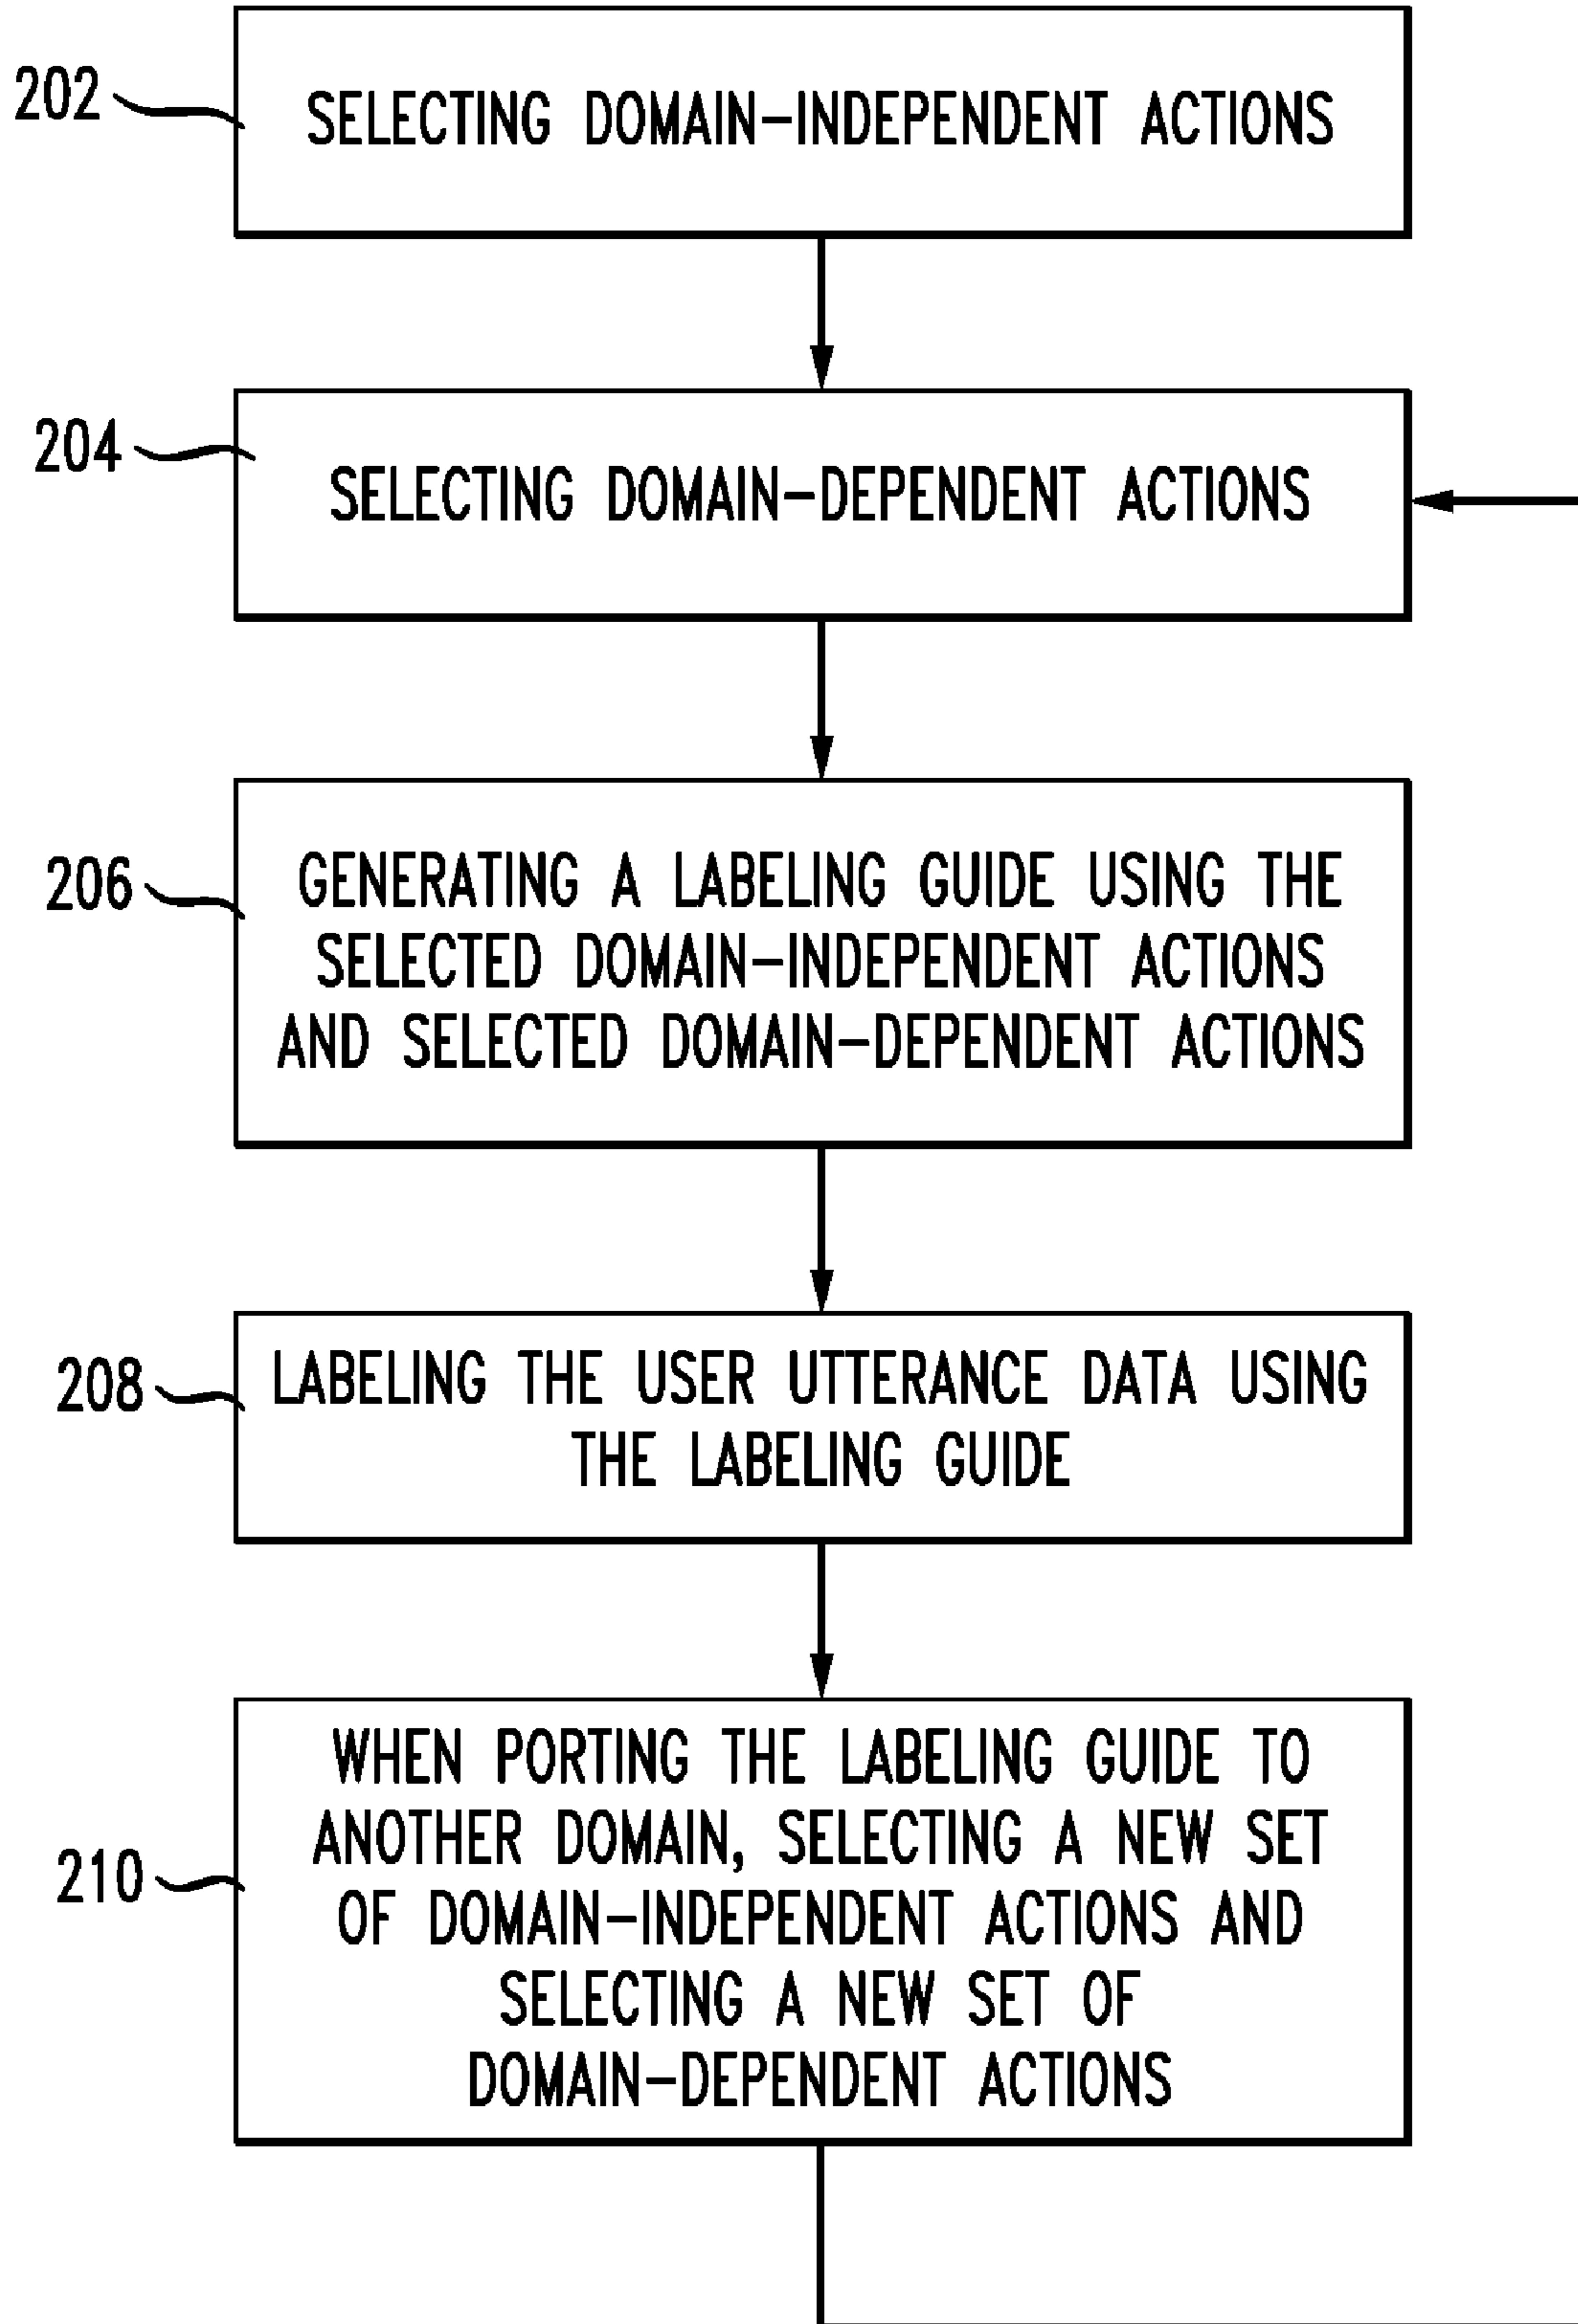 202
SELECTING DOMAIN-INDEPENDENT ACTIONS
204
SELECTING DOMAIN-DEPENDENT ACTIONS
206
GENERATING A LABELING GUIDE USING THE
SELECTED DOMAIN-INDEPENDENT ACTIONS
AND SELECTED DOMAIN-DEPENDENT ACTIONS
208
LABELING THE USER UTTERANCE DATA USING
THE LABELING GUIDE
210
WHEN PORTING THE LABELING GUIDE TO
ANOTHER DOMAIN, SELECTING A NEW SET
OF DOMAIN-INDEPENDENT ACTIONS AND
SELECTING A NEW SET OF
DOMAIN-DEPENDENT ACTIONS